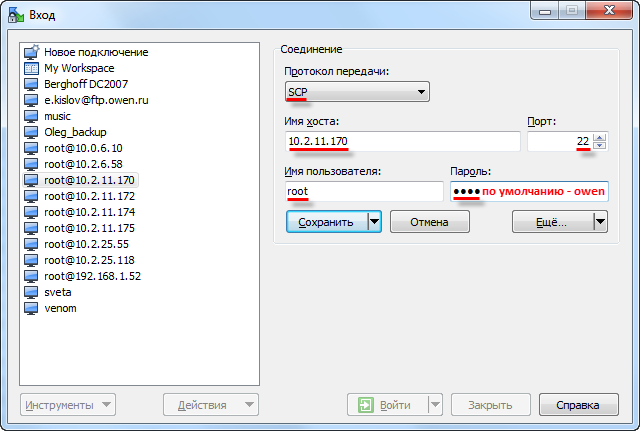 Вход
Новое подключение
My Workspace
Berghoff DC2007
e.kislov@ftp.owen.ru
music
Oleg_backup
root@10.0.6.10
root@10.2.6.58
root@10.2.11.170
root@10.2.11.172
root@10.2.11.174
root@10.2.11.175
root@10.2.25.55
root@10.2.25.118
root@192.168.1.52
sveta
venom
Соединение
Протокол передачи:
SCP
Имя хоста: Порт:
10.2.11.170 22
Имя пользователя: Пароль:
root ●●●● по умолчанию - owen
Сохранить Отмена Ещё...
Инструменты Действия Войти Закрыть Справка